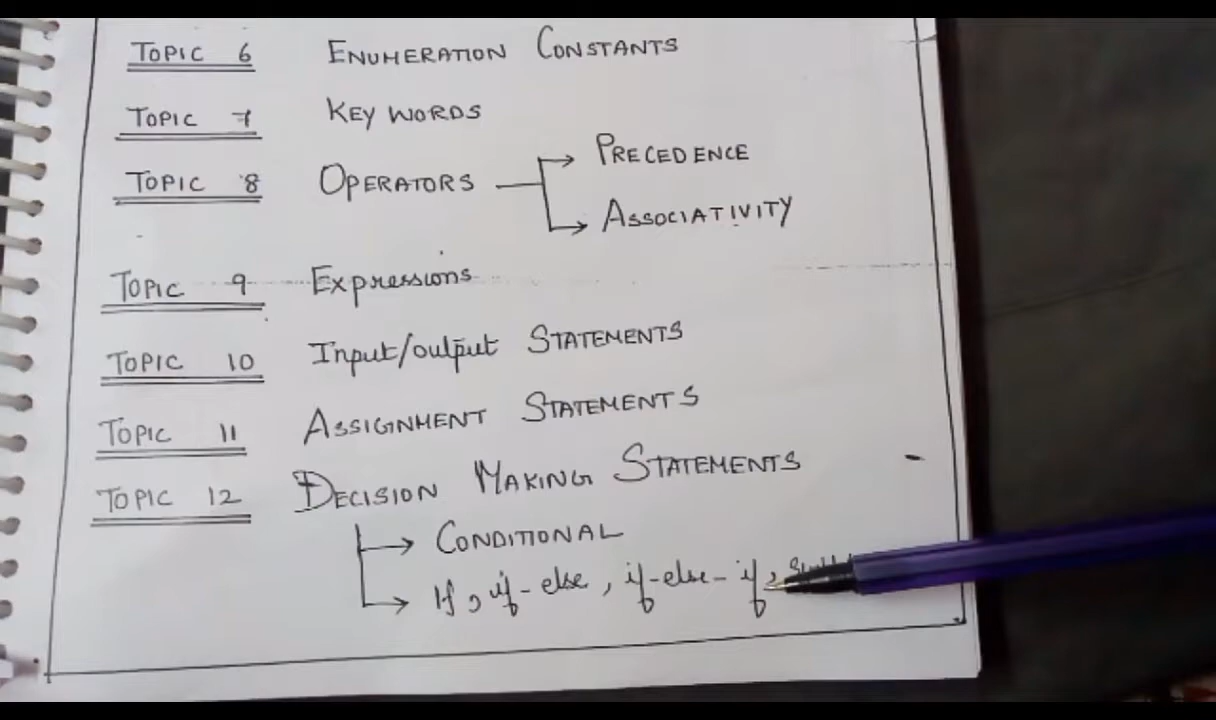 TOPIC 6 ENUMERATION CONSTANTS
TOPIC 7 KEY WORDS
TOPIC 8 OPERATORS → PRECEDENCE
→ ASSOCIATIVITY
TOPIC 9 Expressions
TOPIC 10 Input/output STATEMENTS
TOPIC 11 ASSIGNMENT STATEMENTS
TOPIC 12 DECISION MAKING STATEMENTS -
→ CONDITIONAL
→ If, if-else, if-else-if,